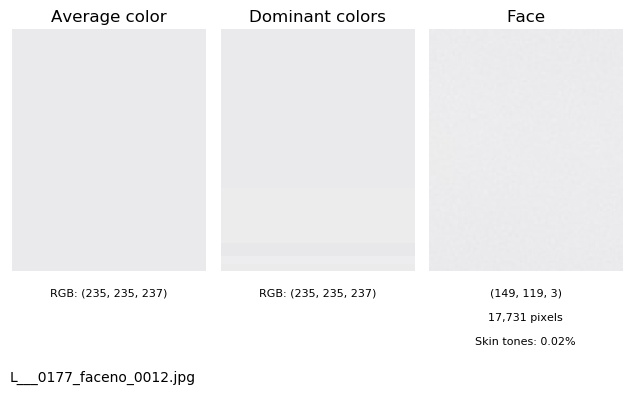 Average color
Dominant colors
Face
RGB: (235, 235, 237)
RGB: (235, 235, 237)
(149, 119, 3)
17,731 pixels
Skin tones: 0.02%
L___0177_faceno_0012.jpg